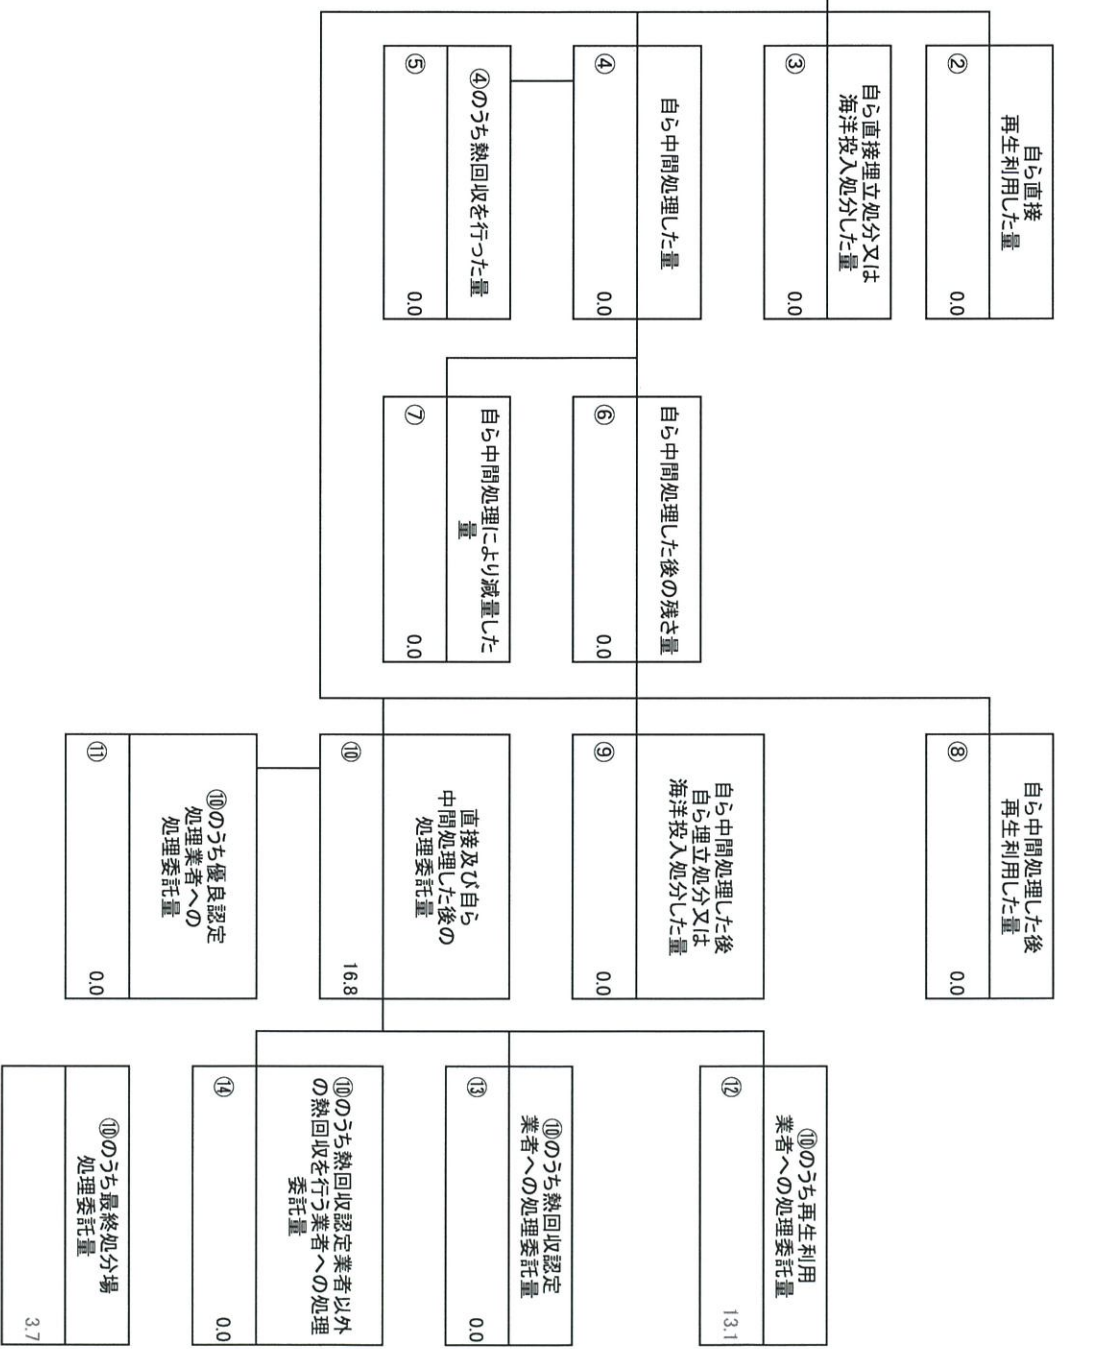 自ら直接
再生利用した量
②
0.0
自ら直接埋立処分又は
海洋投入処分した量
③
0.0
自ら中間処理した量
④
0.0
④のうち熱回収を行った量
⑤
0.0
自ら中間処理した後の残さ量
⑥
0.0
自ら中間処理により減量した
量
⑦
0.0
自ら中間処理した後
再生利用した量
⑧
0.0
自ら中間処理した後
自ら埋立処分又は
海洋投入処分した量
⑨
0.0
直接及び自ら
中間処理した後の
処理委託量
⑩
16.8
⑩のうち優良認定
処理業者への
処理委託量
⑪
0.0
⑩のうち再生利用
業者への処理委託量
⑫
13.1
⑩のうち熱回収認定
業者への処理委託量
⑬
0.0
⑩のうち熱回収認定業者以外
の熱回収を行う業者への処理
委託量
⑭
0.0
⑩のうち最終処分場
処理委託量
3.7